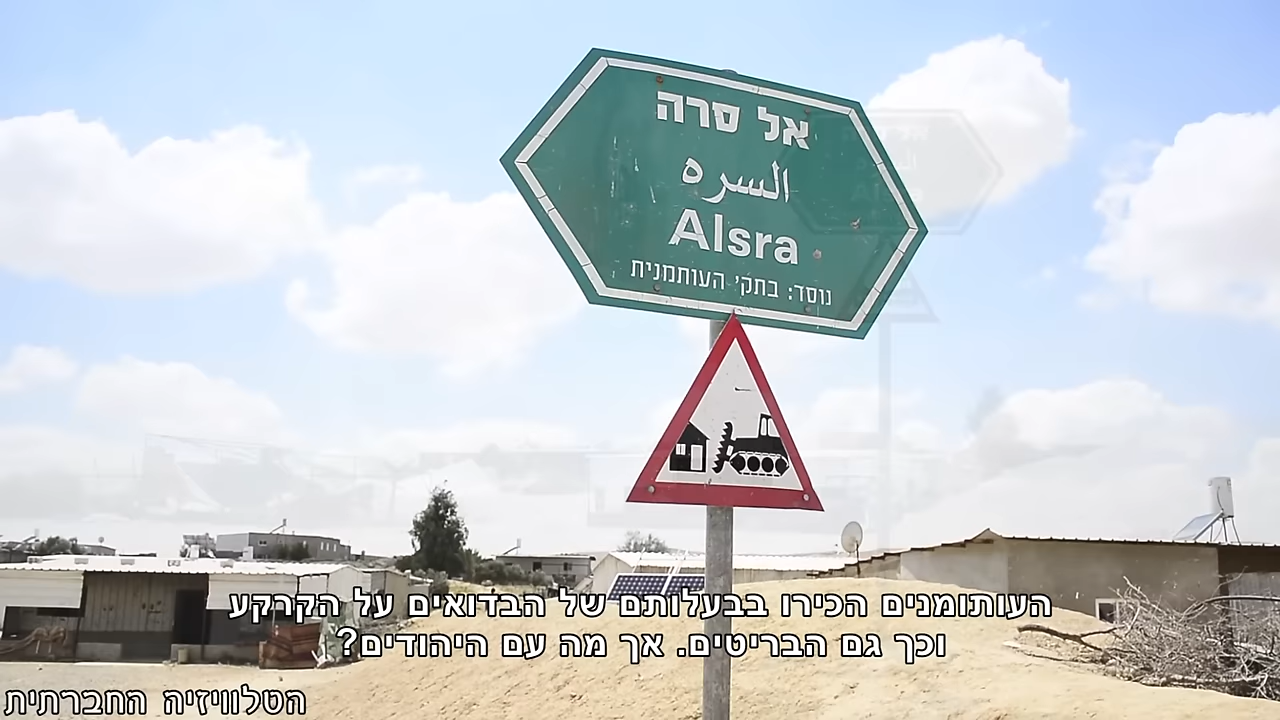 אל סרה
السره
Alsra
נוסד: בתק' העותמנית
העותומנים הכירו בבעלותם של הבדואים על הקרקע
וכך גם הבריטים. אך מה עם היהודים?
הטלוויזיה החברתית